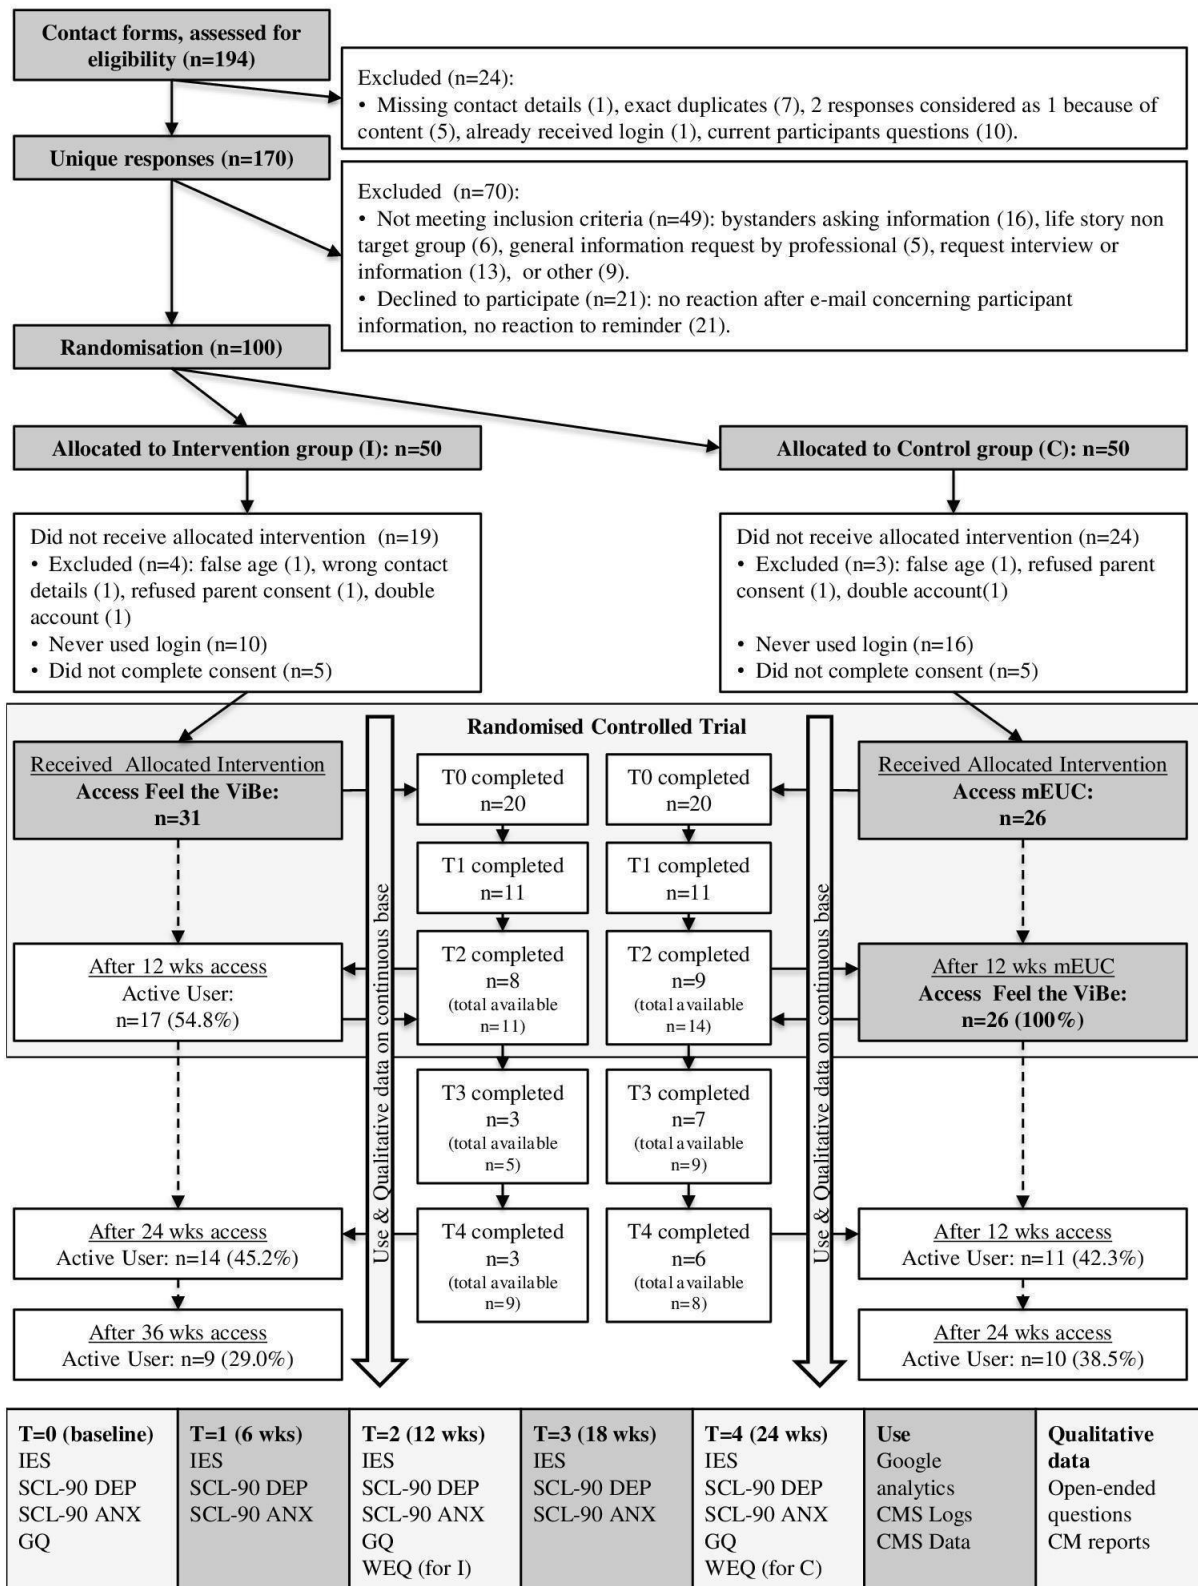 Contact forms, assessed for
eligibility (n=194)
Excluded (n=24):
• Missing contact details (1), exact duplicates (7), 2 responses considered as 1 because of
content (5), already received login (1), current participants questions (10).
Unique responses (n=170)
Excluded (n=70):
• Not meeting inclusion criteria (n=49): bystanders asking information (16), life story non
target group (6), general information request by professional (5), request interview or
information (13), or other (9).
• Declined to participate (n=21): no reaction after e-mail concerning participant
information, no reaction to reminder (21).
Randomisation (n=100)
Allocated to Intervention group (I): n=50
Allocated to Control group (C): n=50
Did not receive allocated intervention (n=19)
• Excluded (n=4): false age (1), wrong contact
details (1), refused parent consent (1), double
account (1)
• Never used login (n=10)
• Did not complete consent (n=5)
Did not receive allocated intervention (n=24)
• Excluded (n=3): false age (1), refused parent
consent (1), double account(1)
• Never used login (n=16)
• Did not complete consent (n=5)
Randomised Controlled Trial
Received Allocated Intervention
Access Feel the ViBe:
n=31
T0 completed
n=20
T0 completed
n=20
Received Allocated Intervention
Access mEUC:
n=26
T1 completed
n=11
T1 completed
n=11
Use & Qualitative data on continuous base
Use & Qualitative data on continuous base
After 12 wks access
Active User:
n=17 (54.8%)
T2 completed
n=8
(total available
n=11)
T2 completed
n=9
(total available
n=14)
After 12 wks mEUC
Access Feel the ViBe:
n=26 (100%)
T3 completed
n=3
(total available
n=5)
T3 completed
n=7
(total available
n=9)
After 24 wks access
Active User: n=14 (45.2%)
T4 completed
n=3
(total available
n=9)
T4 completed
n=6
(total available
n=8)
After 12 wks access
Active User: n=11 (42.3%)
After 36 wks access
Active User: n=9 (29.0%)
After 24 wks access
Active User: n=10 (38.5%)
T=0 (baseline)
IES
SCL-90 DEP
SCL-90 ANX
GQ
T=1 (6 wks)
IES
SCL-90 DEP
SCL-90 ANX
T=2 (12 wks)
IES
SCL-90 DEP
SCL-90 ANX
GQ
WEQ (for I)
T=3 (18 wks)
IES
SCL-90 DEP
SCL-90 ANX
T=4 (24 wks)
IES
SCL-90 DEP
SCL-90 ANX
GQ
WEQ (for C)
Use
Google
analytics
CMS Logs
CMS Data
Qualitative
data
Open-ended
questions
CM reports